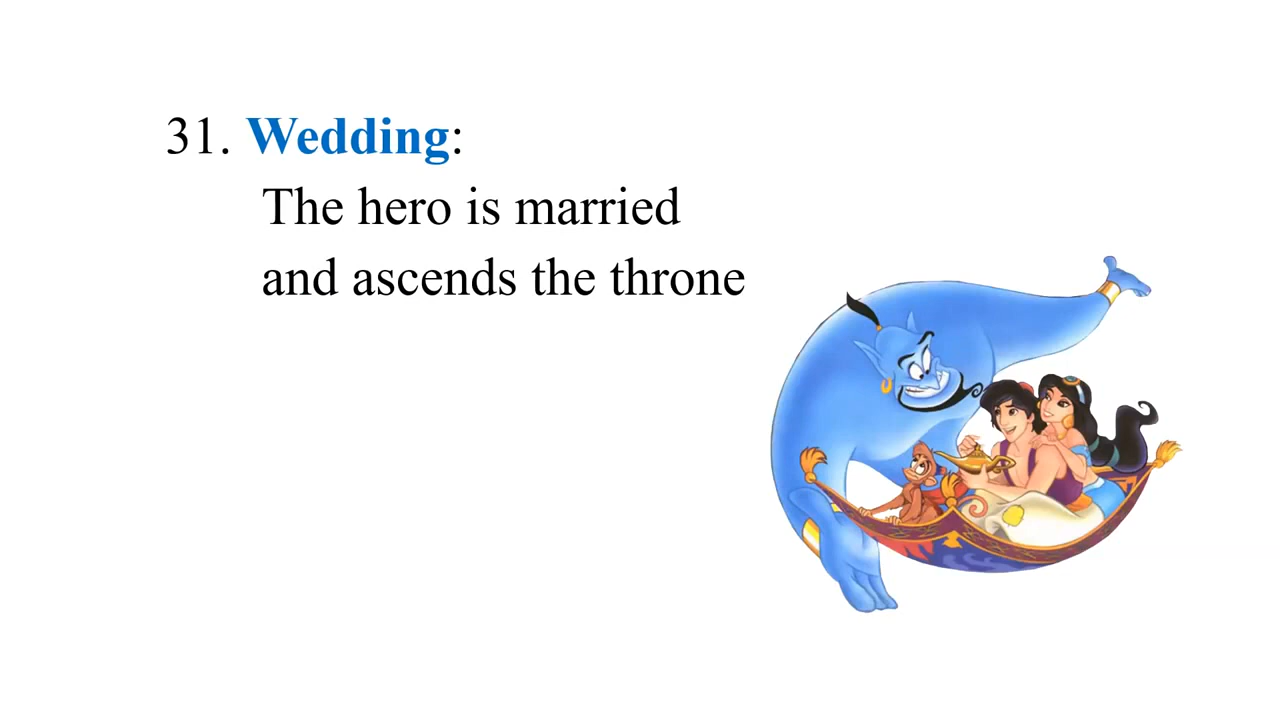 31. Wedding:
The hero is married
and ascends the throne